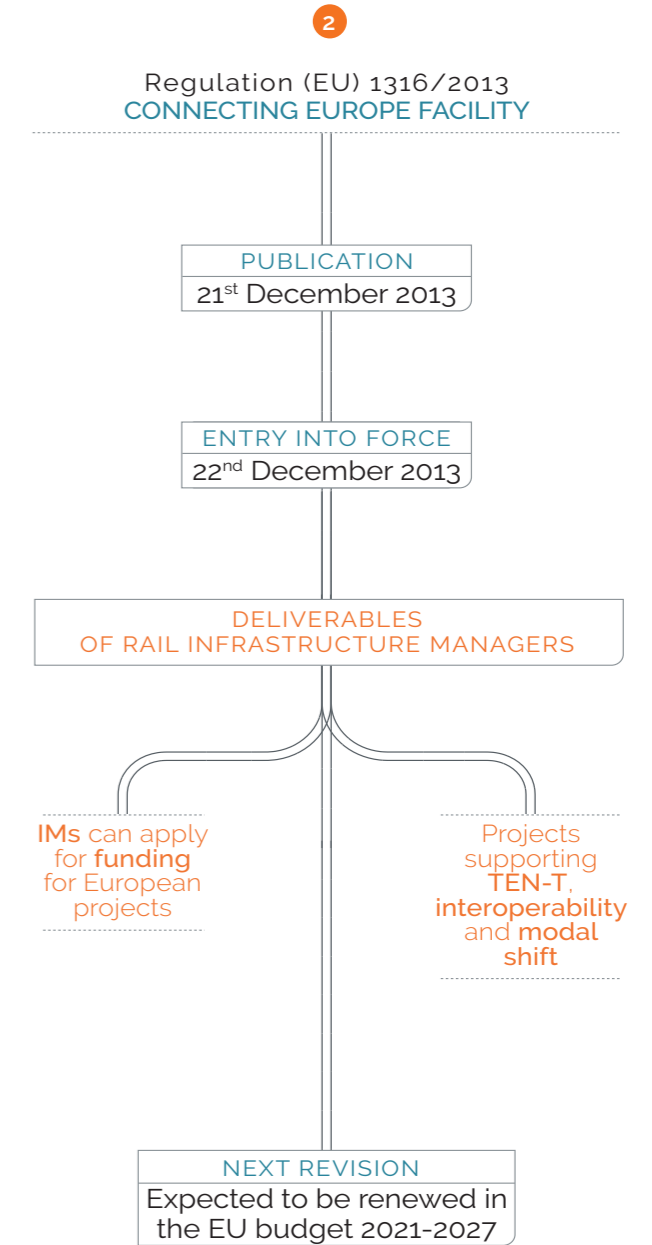 2
Regulation (EU) 1316/2013
CONNECTING EUROPE FACILITY
PUBLICATION
21st December 2013
ENTRY INTO FORCE
22nd December 2013
DELIVERABLES
OF RAIL INFRASTRUCTURE MANAGERS
IMs can apply
for funding
for European
projects
Projects
supporting
TEN-T,
interoperability
and modal
shift
NEXT REVISION
Expected to be renewed in
the EU budget 2021-2027